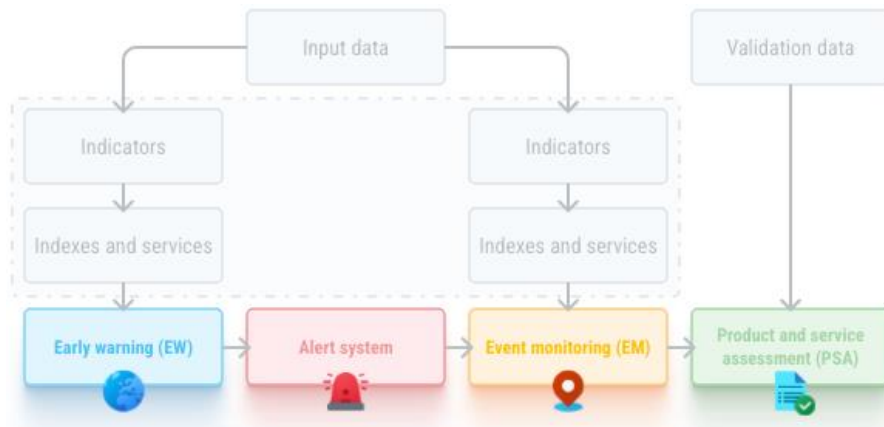 Input data
Validation data
Indicators
Indicators
Indexes and services
Indexes and services
Early warning (EW)
Alert system
Event monitoring (EM)
Product and service
assessment (PSA)